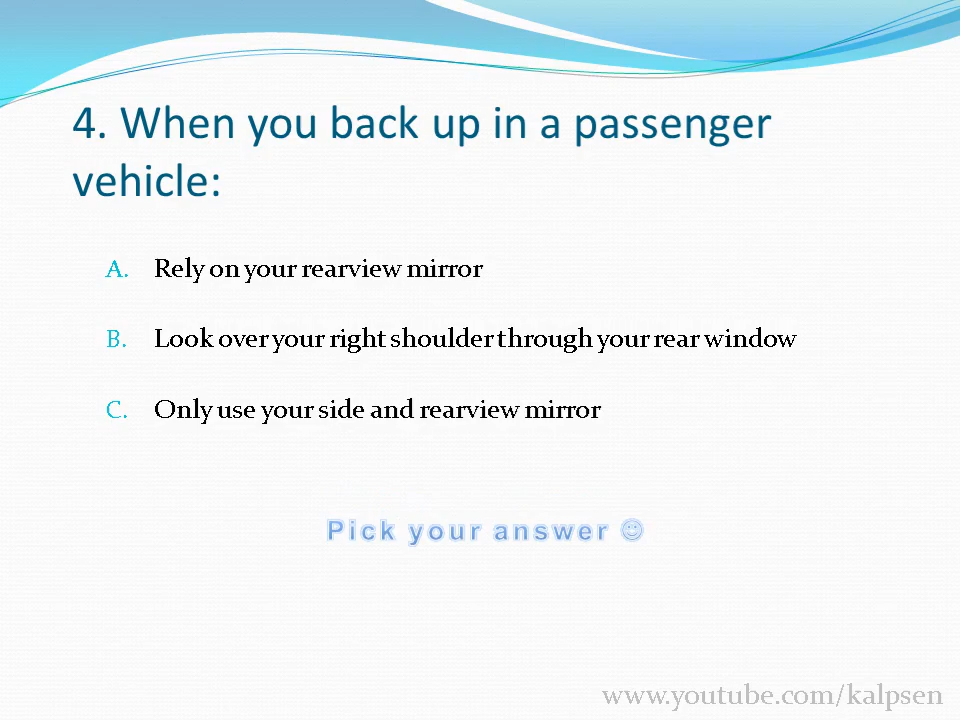 4. When you back up in a passenger
vehicle:
A. Rely on your rearview mirror
B. Look over your right shoulder through your rear window
C. Only use your side and rearview mirror
Pick your answer ☺
www.youtube.com/kalpsen